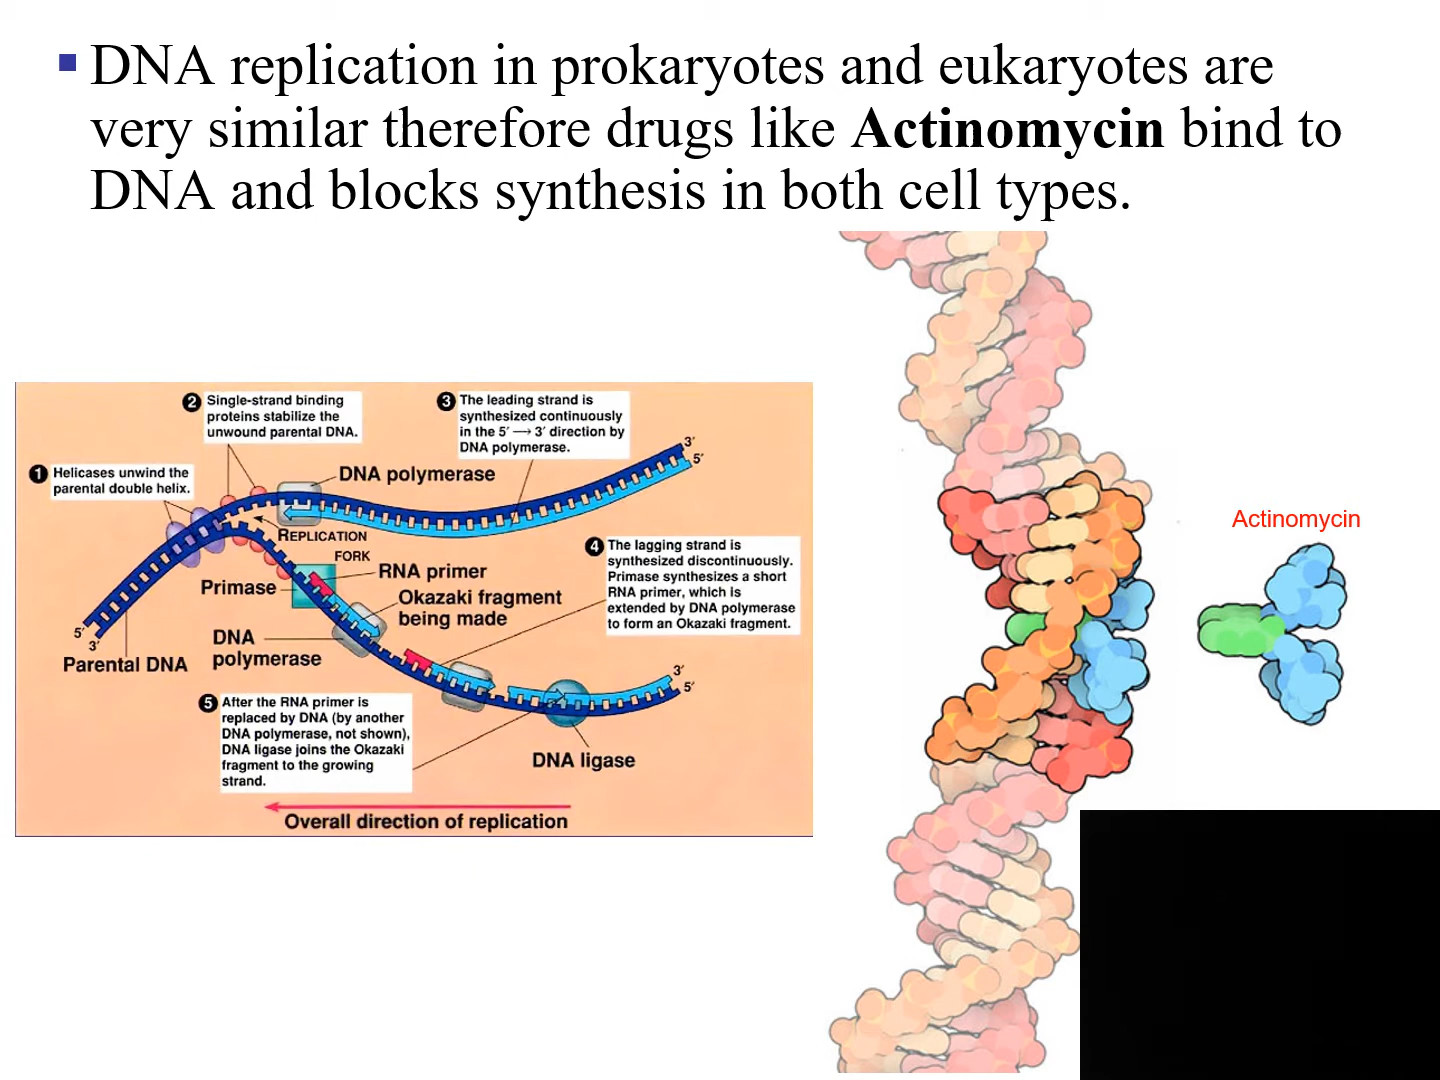 DNA replication in prokaryotes and eukaryotes are
very similar therefore drugs like Actinomycin bind to
DNA and blocks synthesis in both cell types.
2 Single-strand binding
proteins stabilize the
unwound parental DNA.
3 The leading strand is
synthesized continuously
in the 5′ → 3′ direction by
DNA polymerase.
1 Helicases unwind the
parental double helix.
DNA polymerase
3′
5′
REPLICATION
FORK
4 The lagging strand is
synthesized discontinuously.
Primase synthesizes a short
RNA primer, which is
extended by DNA polymerase
to form an Okazaki fragment.
RNA primer
Primase
Okazaki fragment
being made
DNA
polymerase
5′
3′
Parental DNA
3′
5′
5 After the RNA primer is
replaced by DNA (by another
DNA polymerase, not shown),
DNA ligase joins the Okazaki
fragment to the growing
strand.
DNA ligase
Overall direction of replication
Actinomycin